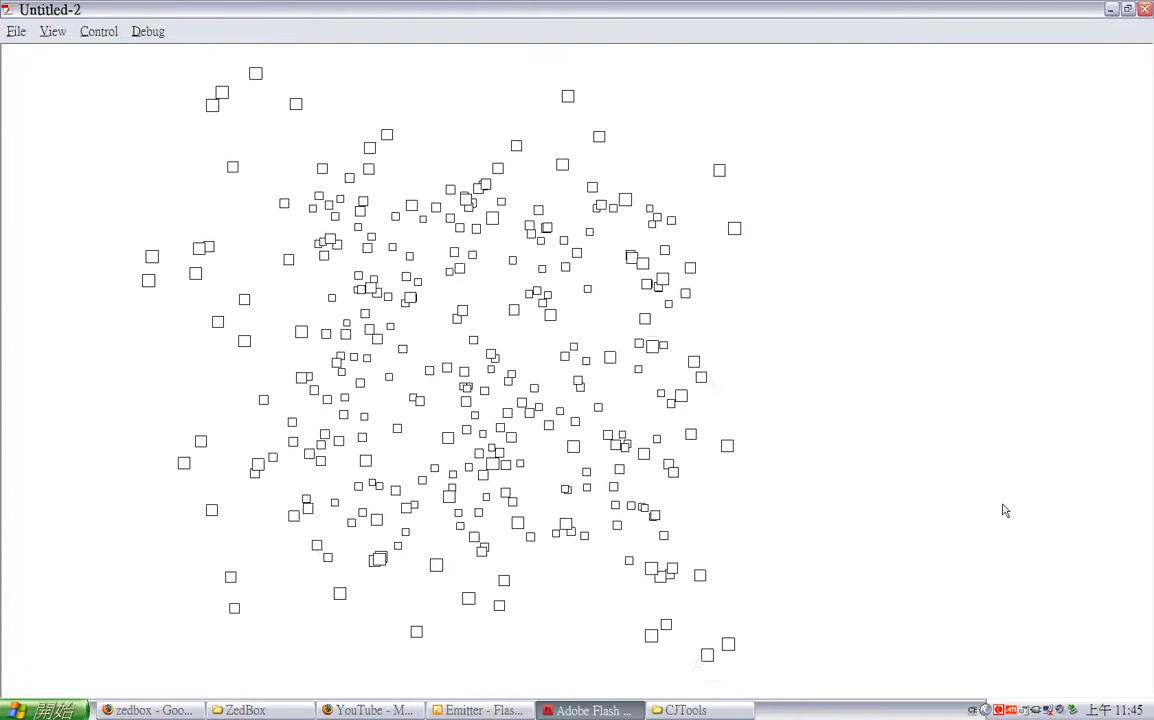 Untitled-2
File View Control Debug
開始 zedbox - Goo... ZedBox YouTube - M... Emitter - Flas... Adobe Flash ... CJTools 上午 11:45